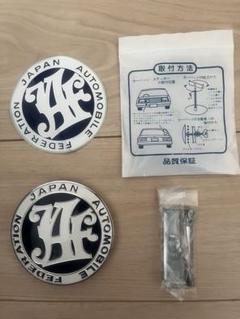 JAPAN AUTOMOBILE
FEDERATION
JAF
取付方法
品質保証
JAPAN AUTOMOBILE
FEDERATION
JAF